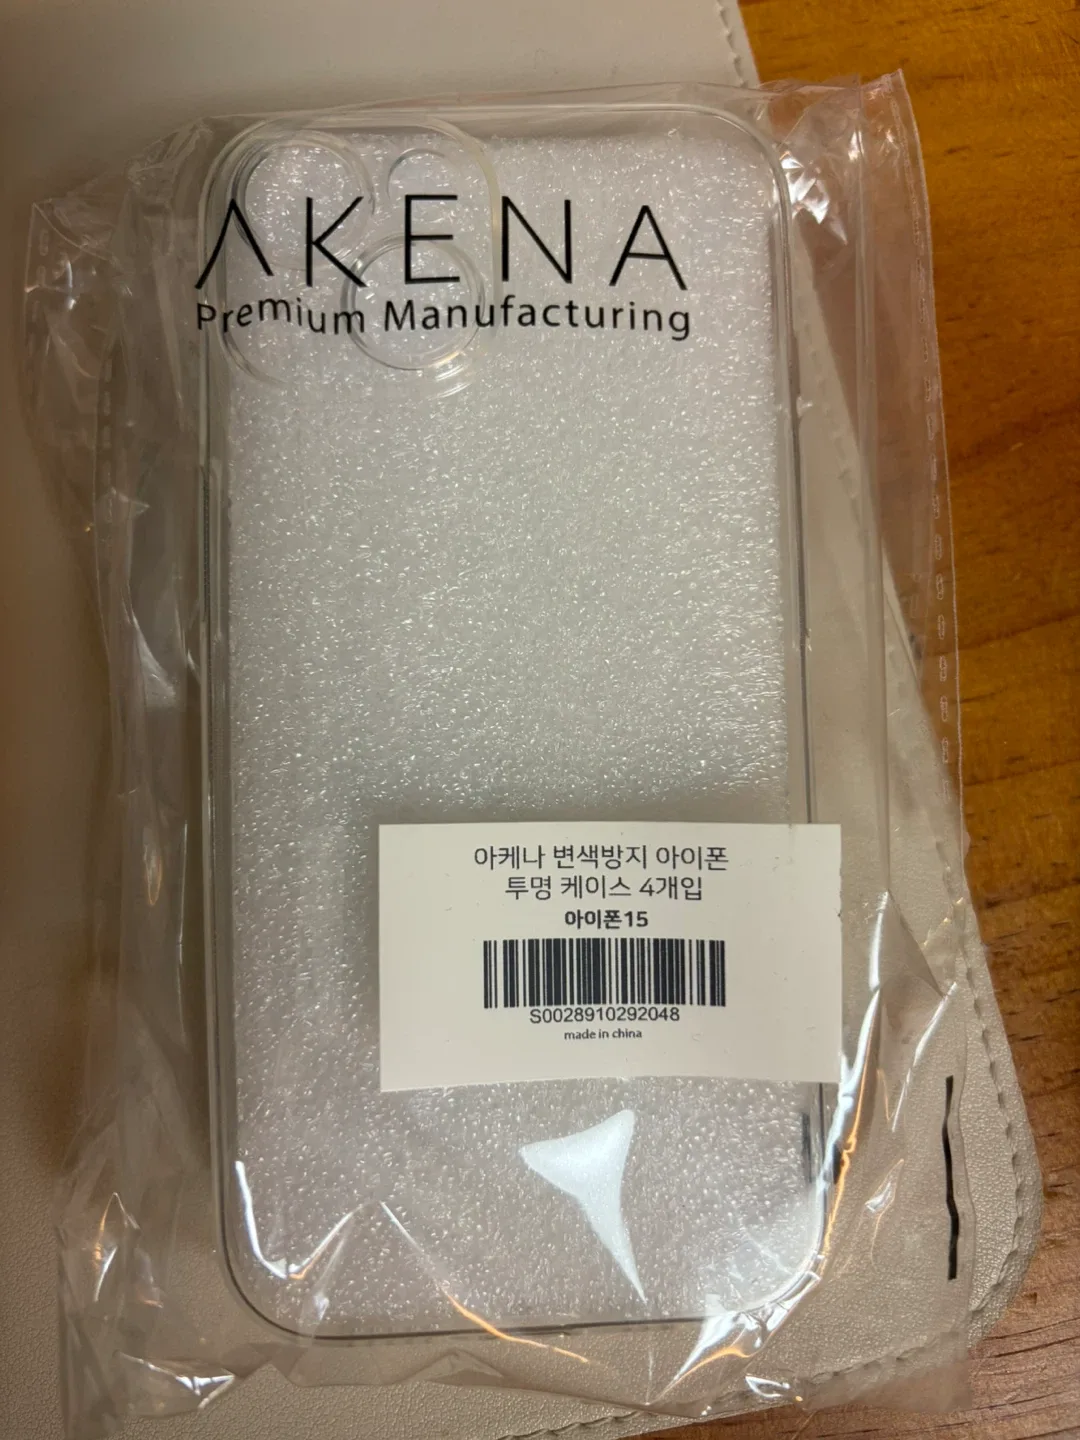 AKENA
Premium Manufacturing
아케나 변색방지 아이폰
투명 케이스 4개입
아이폰15
S0028910292048
made in china